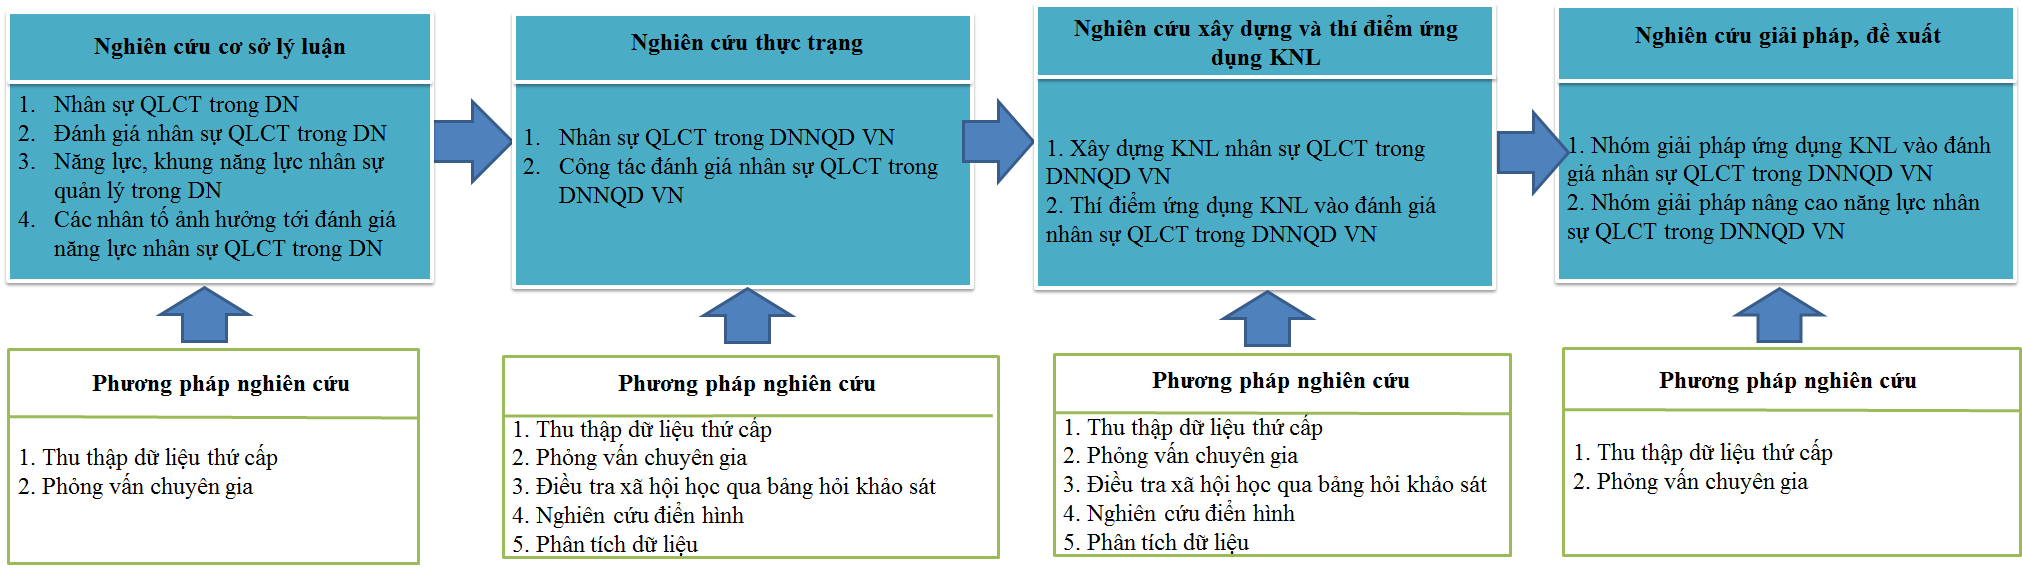 Nghiên cứu cơ sở lý luận
1. Nhân sự QLCT trong DN
2. Đánh giá nhân sự QLCT trong DN
3. Năng lực, khung năng lực nhân sự
quản lý trong DN
4. Các nhân tố ảnh hưởng tới đánh giá
năng lực nhân sự QLCT trong DN
Nghiên cứu thực trạng
1. Nhân sự QLCT trong DNNQD VN
2. Công tác đánh giá nhân sự QLCT trong
DNNQD VN
Nghiên cứu xây dựng và thí điểm ứng
dụng KNL
1. Xây dựng KNL nhân sự QLCT trong
DNNQD VN
2. Thí điểm ứng dụng KNL vào đánh giá
nhân sự QLCT trong DNNQD VN
Nghiên cứu giải pháp, đề xuất
1. Nhóm giải pháp ứng dụng KNL vào đánh
giá nhân sự QLCT trong DNNQD VN
2. Nhóm giải pháp nâng cao năng lực nhân
sự QLCT trong DNNQD VN
Phương pháp nghiên cứu
1. Thu thập dữ liệu thứ cấp
2. Phỏng vấn chuyên gia
Phương pháp nghiên cứu
1. Thu thập dữ liệu thứ cấp
2. Phỏng vấn chuyên gia
3. Điều tra xã hội học qua bảng hỏi khảo sát
4. Nghiên cứu điển hình
5. Phân tích dữ liệu
Phương pháp nghiên cứu
1. Thu thập dữ liệu thứ cấp
2. Phỏng vấn chuyên gia
3. Điều tra xã hội học qua bảng hỏi khảo sát
4. Nghiên cứu điển hình
5. Phân tích dữ liệu
Phương pháp nghiên cứu
1. Thu thập dữ liệu thứ cấp
2. Phỏng vấn chuyên gia